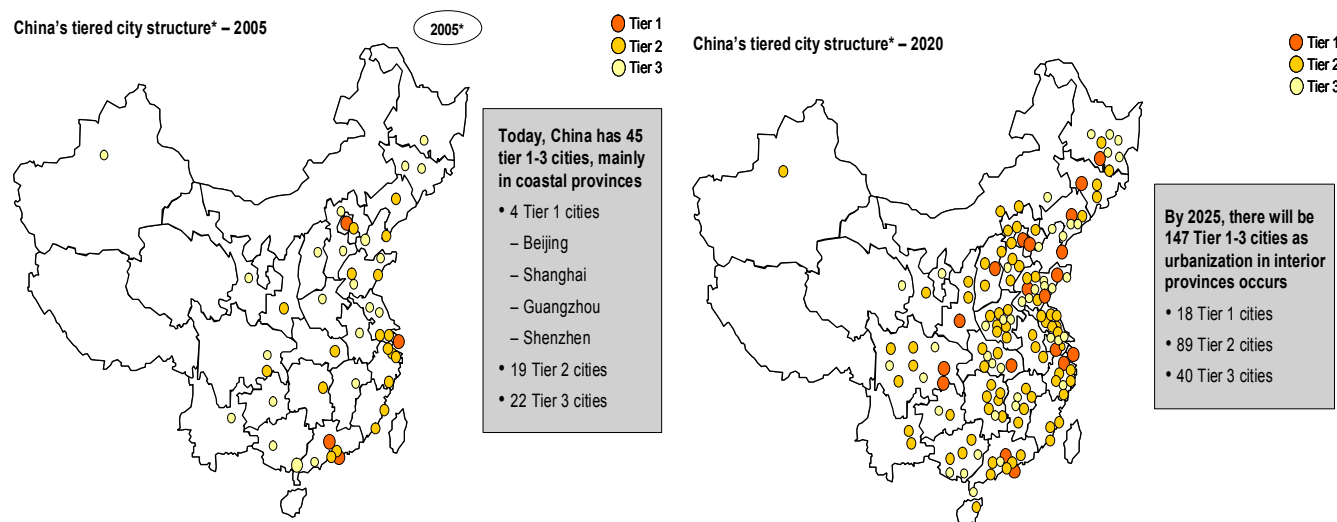 China's tiered city structure* – 2005
2005*
Tier 1
Tier 2
Tier 3
Today, China has 45
tier 1-3 cities, mainly
in coastal provinces
• 4 Tier 1 cities
– Beijing
– Shanghai
– Guangzhou
– Shenzhen
• 19 Tier 2 cities
• 22 Tier 3 cities
China's tiered city structure* – 2020
Tier 1
Tier 2
Tier 3
By 2025, there will be
147 Tier 1-3 cities as
urbanization in interior
provinces occurs
• 18 Tier 1 cities
• 89 Tier 2 cities
• 40 Tier 3 cities